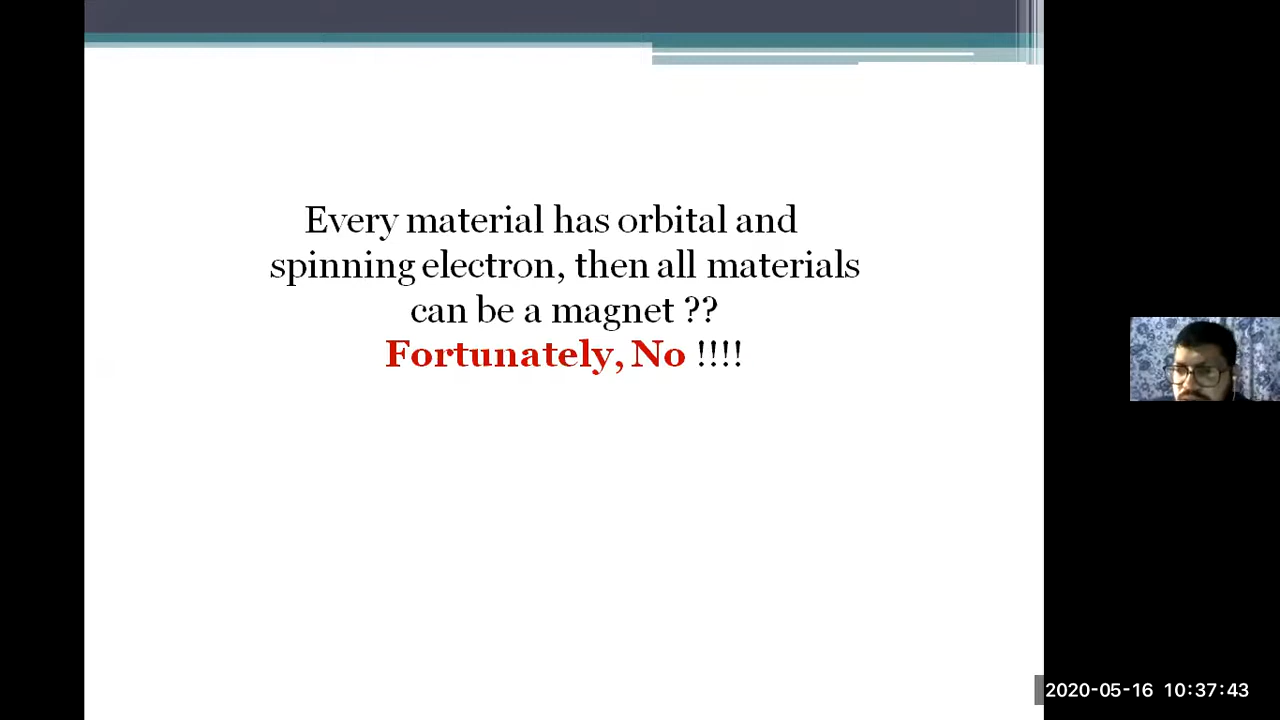 Every material has orbital and
spinning electron, then all materials
can be a magnet ??
Fortunately, No !!!!
2020-05-16 10:37:43